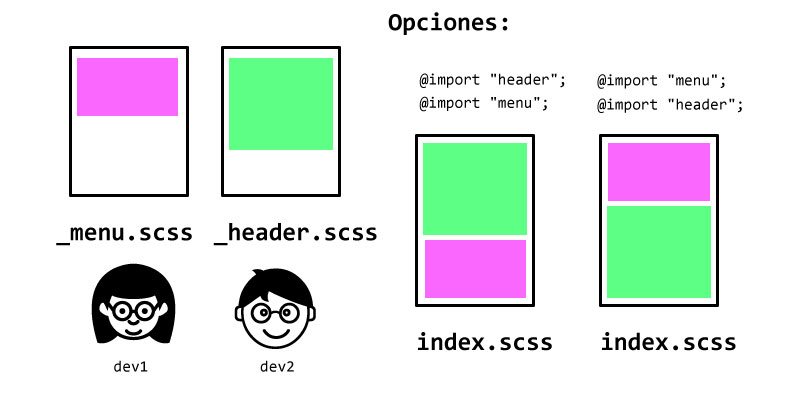 Opciones:
@import "header";
@import "menu";
@import "menu";
@import "header";
_menu.scss
_header.scss
dev1
dev2
index.scss
index.scss